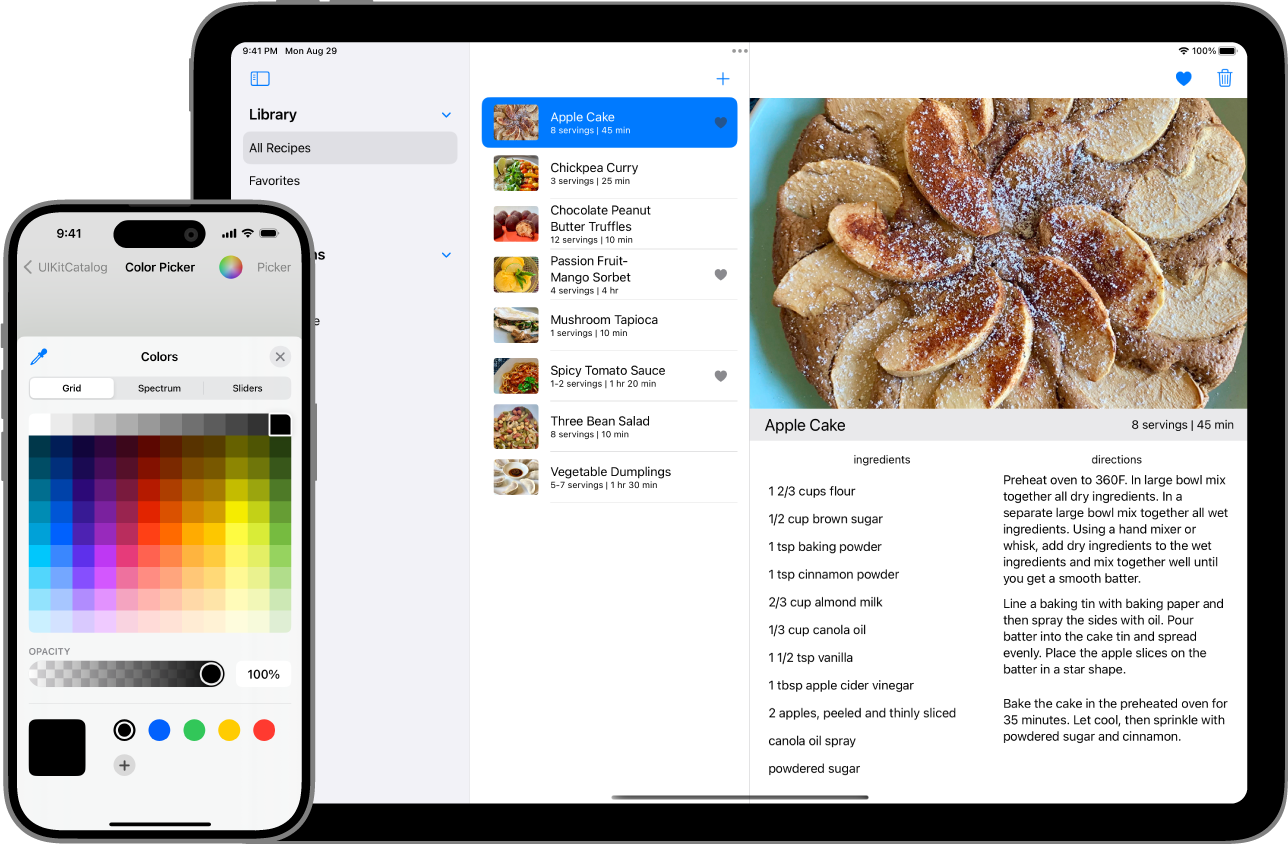 9:41 PM Mon Aug 29
100%
Library
All Recipes
Favorites
ns
e
Apple Cake
8 servings | 45 min
Chickpea Curry
3 servings | 25 min
Chocolate Peanut
Butter Truffles
12 servings | 10 min
Passion Fruit-
Mango Sorbet
4 servings | 4 hr
Mushroom Tapioca
1 servings | 10 min
Spicy Tomato Sauce
1-2 servings | 1 hr 20 min
Three Bean Salad
8 servings | 10 min
Vegetable Dumplings
5-7 servings | 1 hr 30 min
Apple Cake
8 servings | 45 min
ingredients
1 2/3 cups flour
1/2 cup brown sugar
1 tsp baking powder
1 tsp cinnamon powder
2/3 cup almond milk
1/3 cup canola oil
1 1/2 tsp vanilla
1 tbsp apple cider vinegar
2 apples, peeled and thinly sliced
canola oil spray
powdered sugar
directions
Preheat oven to 360F. In large bowl mix
together all dry ingredients. In a
separate large bowl mix together all wet
ingredients. Using a hand mixer or
whisk, add dry ingredients to the wet
ingredients and mix together well until
you get a smooth batter.
Line a baking tin with baking paper and
then spray the sides with oil. Pour
batter into the cake tin and spread
evenly. Place the apple slices on the
batter in a star shape.
Bake the cake in the preheated oven for
35 minutes. Let cool, then sprinkle with
powdered sugar and cinnamon.
9:41
UIKitCatalog
Color Picker
Picker
Colors
Grid
Spectrum
Sliders
OPACITY
100%